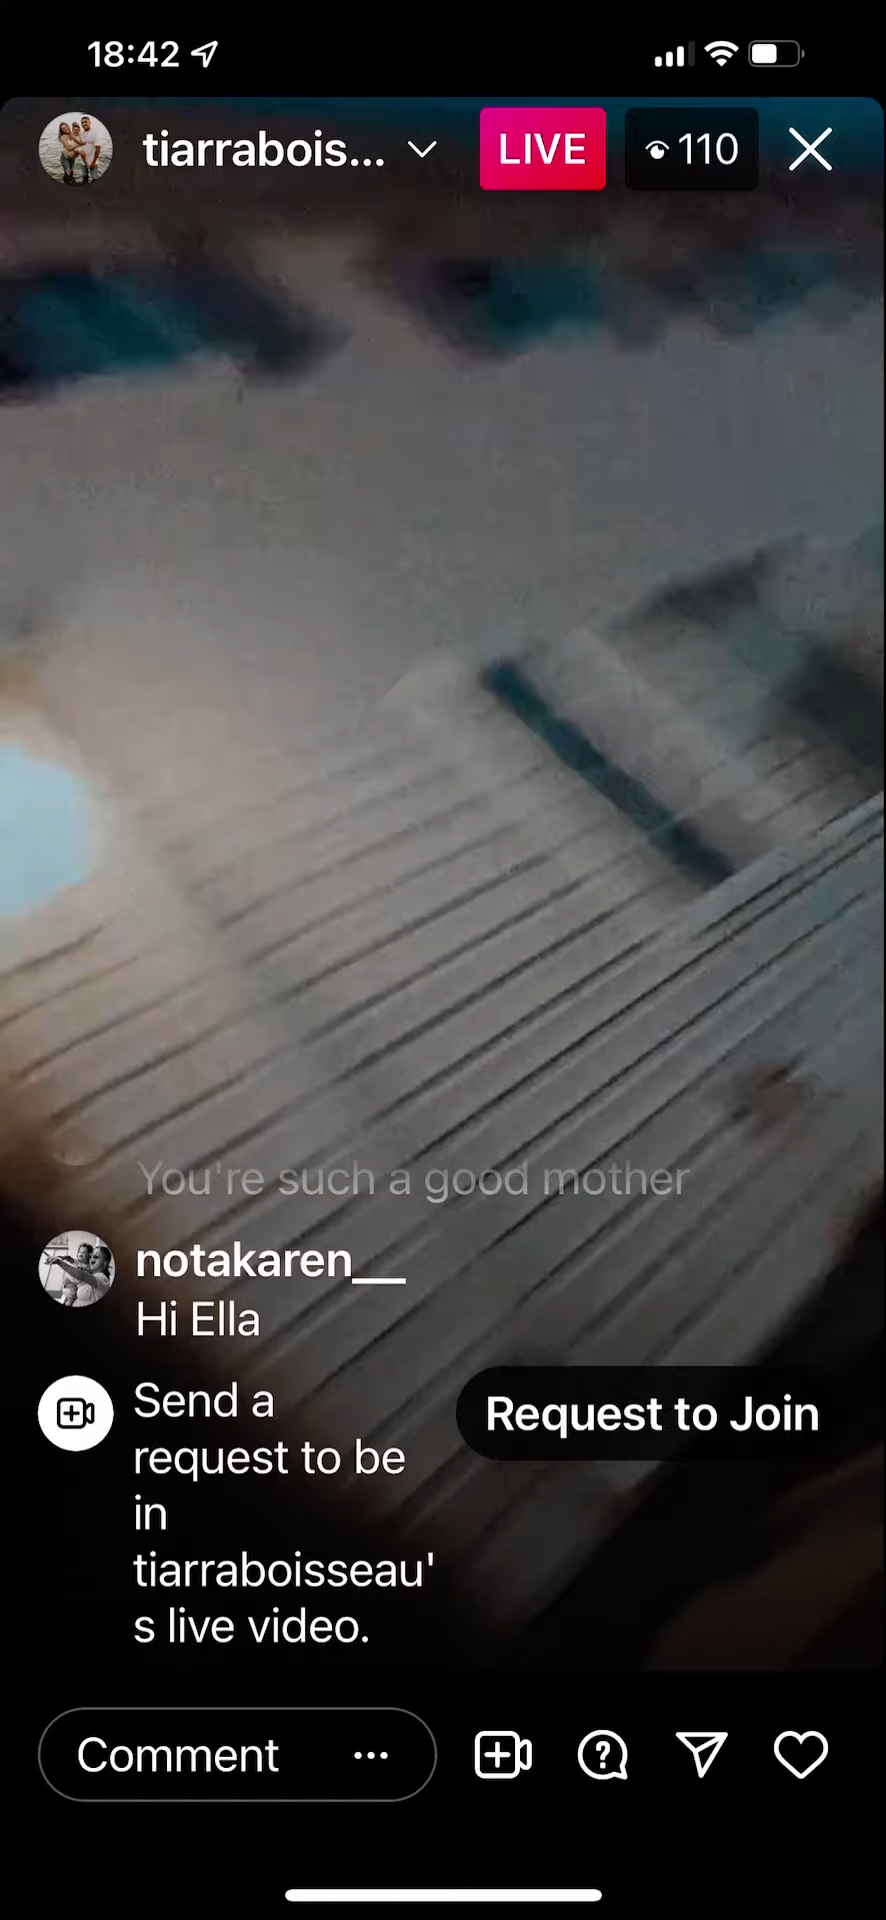 18:42
tiarrabois...
LIVE
110
You're such a good mother
notakaren__
Hi Ella
Send a
request to be
in
tiarraboisseau'
s live video.
Request to Join
Comment